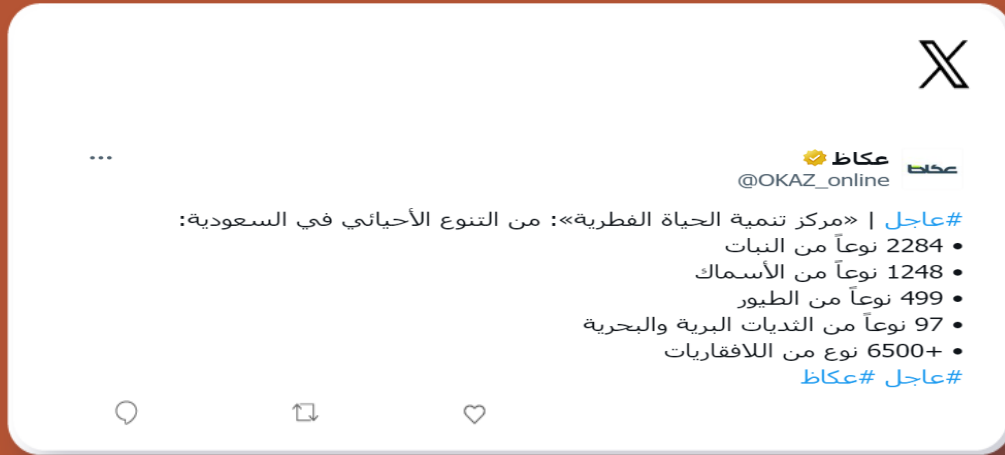 عكاظ
عكاظ
@OKAZ_online
#عاجل | «مركز تنمية الحياة الفطرية»: من التنوع الأحيائي في السعودية:
• 2284 نوعاً من النبات
• 1248 نوعاً من الأسماك
• 499 نوعاً من الطيور
• 97 نوعاً من الثديات البرية والبحرية
• +6500 نوع من اللافقاريات
#عاجل #عكاظ